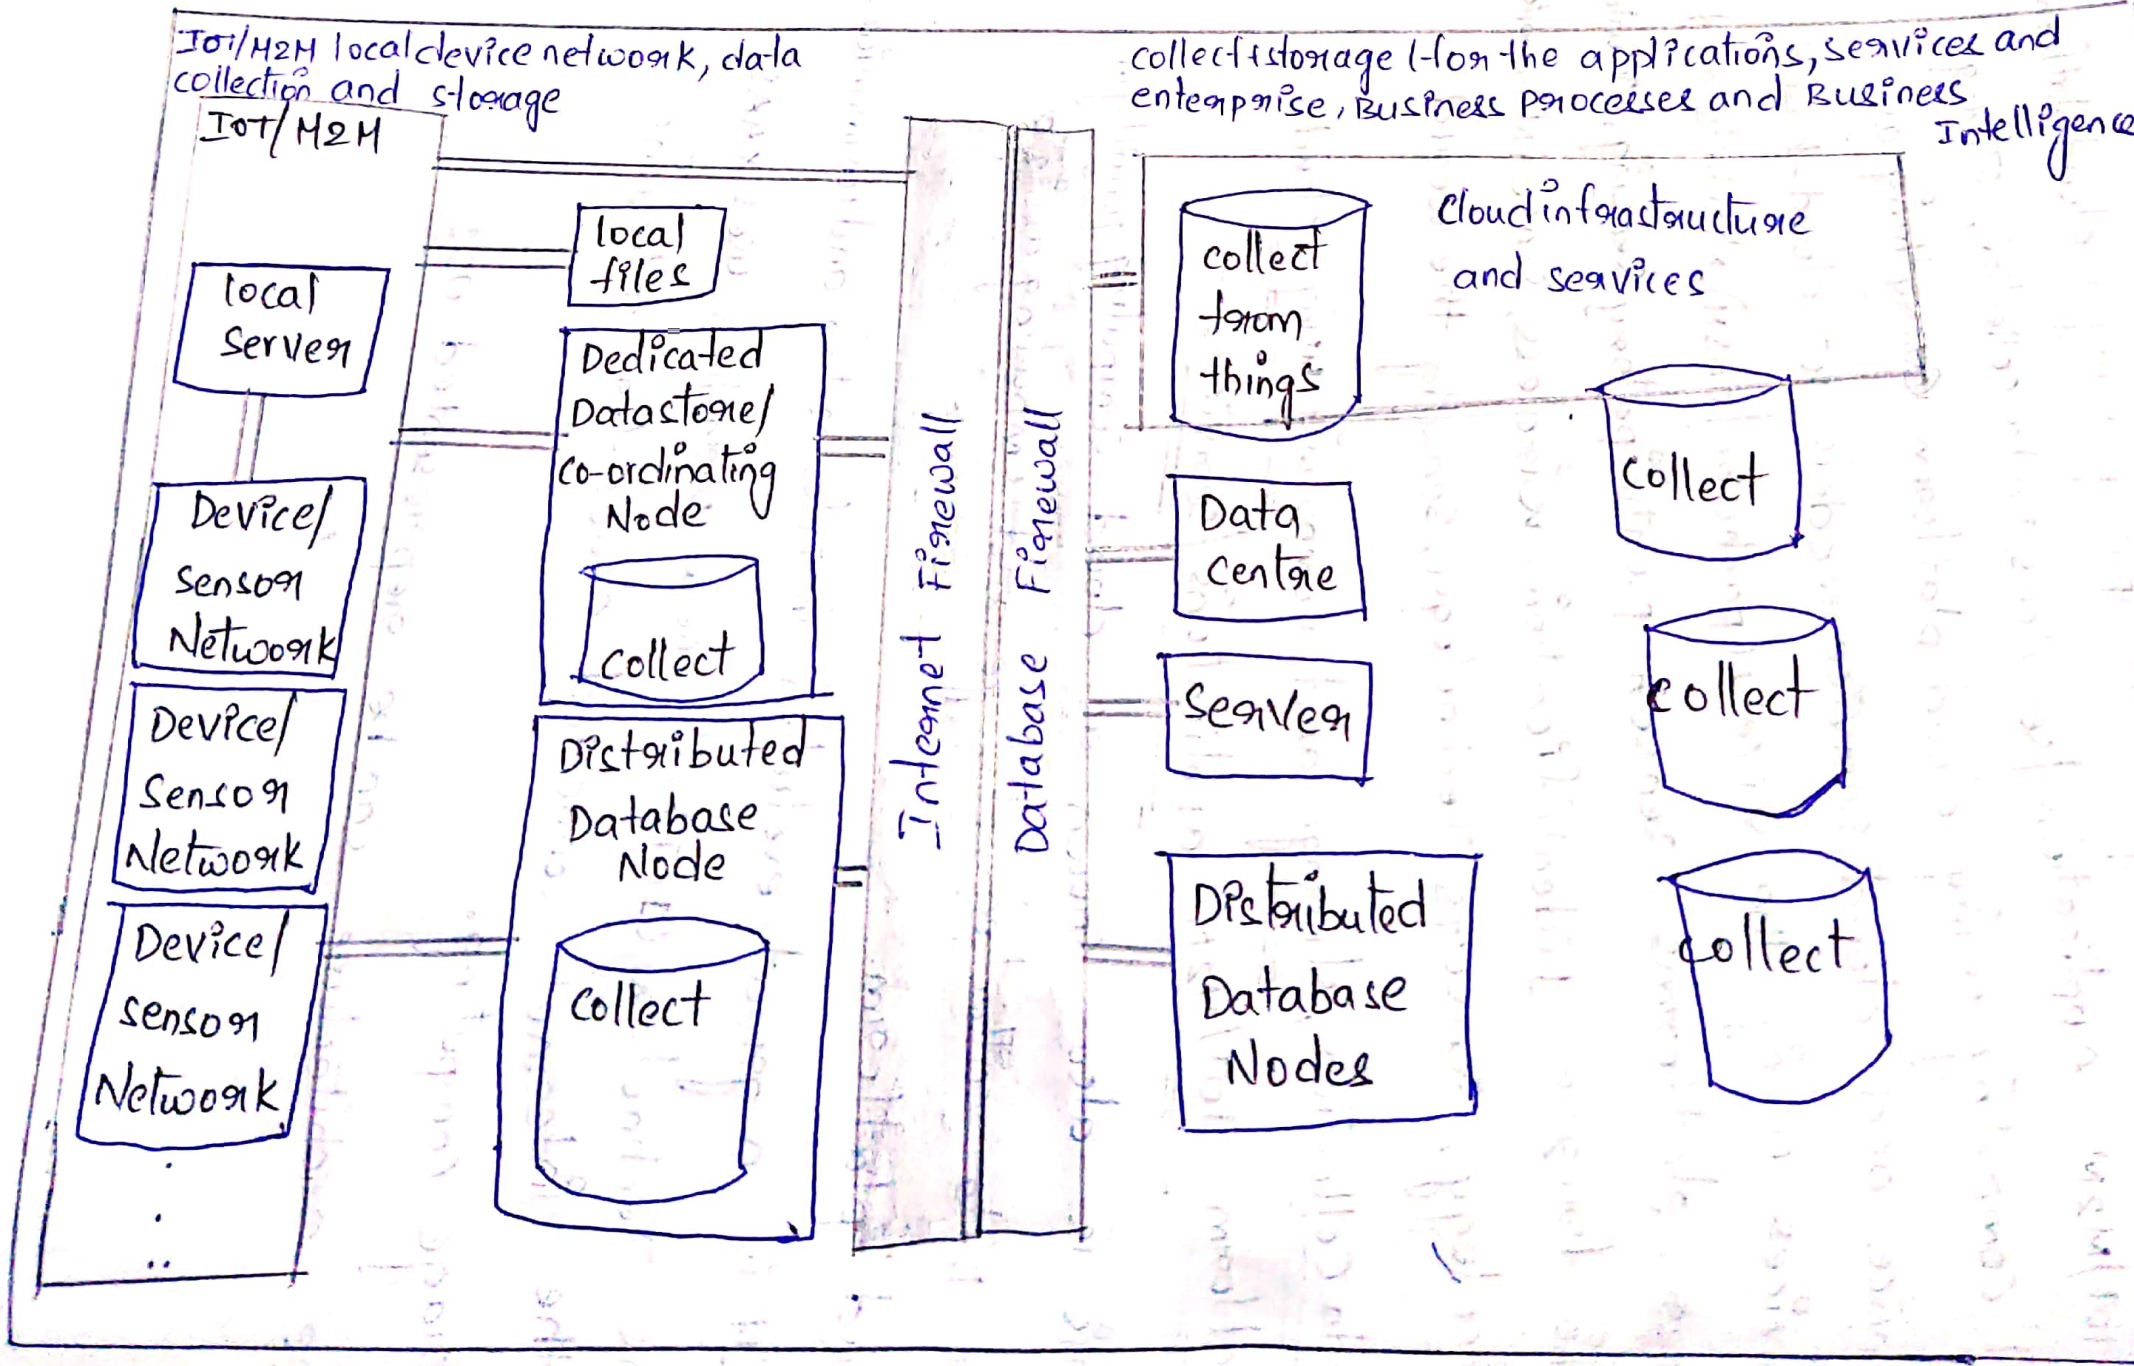 IOT/M2M local device network, data
collection and storage
IOT/M2M
local
Server
Device/
Sensor
Network
Device/
Sensor
Network
Device/
sensor
Network
local
files
Dedicated
Datastore/
co-ordinating
Node
collect
Distributed
Database
Node
collect
Internet Firewall
Database Firewall
collect+storage (-for the applications, services and
enterprise, Business processes and Business
Intelligence
collect
from
things
Cloud infrastructure
and services
collect
Data
Centre
collect
Server
Distributed
Database
Nodes
collect